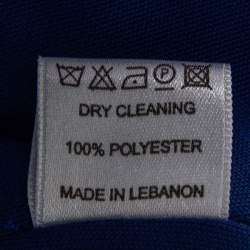 DRY CLEANING
100% POLYESTER
MADE IN LEBANON